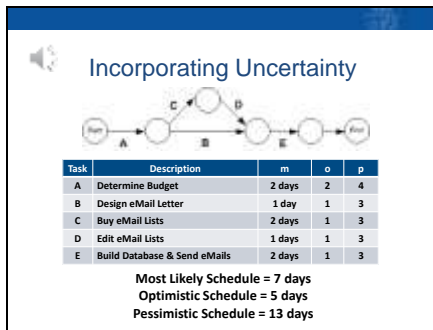 Incorporating Uncertainty
C
D
A
B
E
Task Description m o p
A Determine Budget 2 days 2 4
B Design eMail Letter 1 day 1 3
C Buy eMail Lists 2 days 1 3
D Edit eMail Lists 1 days 1 3
E Build Database & Send eMails 2 days 1 3
Most Likely Schedule = 7 days
Optimistic Schedule = 5 days
Pessimistic Schedule = 13 days